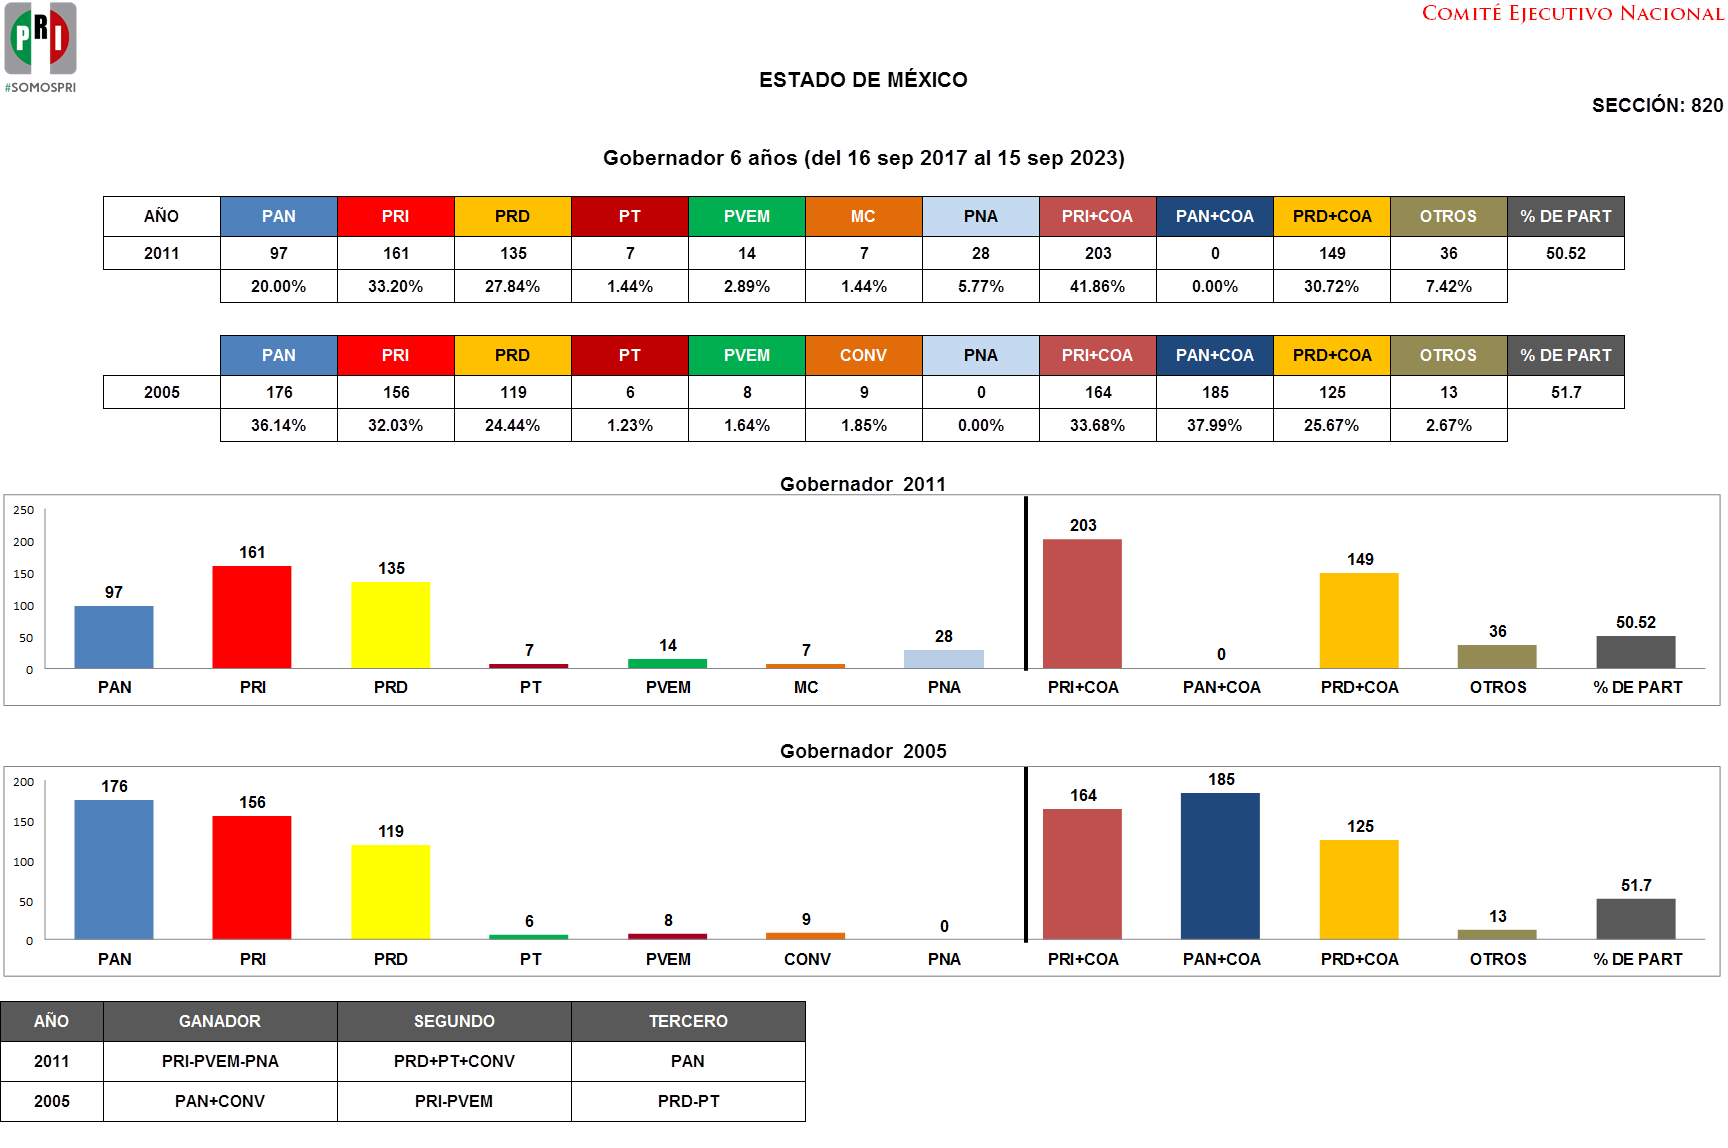 PRI
#SOMOSPRI
COMITÉ EJECUTIVO NACIONAL
ESTADO DE MÉXICO
SECCIÓN: 820
Gobernador 6 años (del 16 sep 2017 al 15 sep 2023)
AÑO PAN PRI PRD PT PVEM MC PNA PRI+COA PAN+COA PRD+COA OTROS % DE PART
2011 97 161 135 7 14 7 28 203 0 149 36 50.52
20.00% 33.20% 27.84% 1.44% 2.89% 1.44% 5.77% 41.86% 0.00% 30.72% 7.42%
PAN PRI PRD PT PVEM CONV PNA PRI+COA PAN+COA PRD+COA OTROS % DE PART
2005 176 156 119 6 8 9 0 164 185 125 13 51.7
36.14% 32.03% 24.44% 1.23% 1.64% 1.85% 0.00% 33.68% 37.99% 25.67% 2.67%
Gobernador 2011
250
200
150
100
50
0
97 161 135 7 14 7 28 203 0 149 36 50.52
PAN PRI PRD PT PVEM MC PNA PRI+COA PAN+COA PRD+COA OTROS % DE PART
Gobernador 2005
200
150
100
50
0
176 156 119 6 8 9 0 164 185 125 13 51.7
PAN PRI PRD PT PVEM CONV PNA PRI+COA PAN+COA PRD+COA OTROS % DE PART
AÑO GANADOR SEGUNDO TERCERO
2011 PRI-PVEM-PNA PRD+PT+CONV PAN
2005 PAN+CONV PRI-PVEM PRD-PT